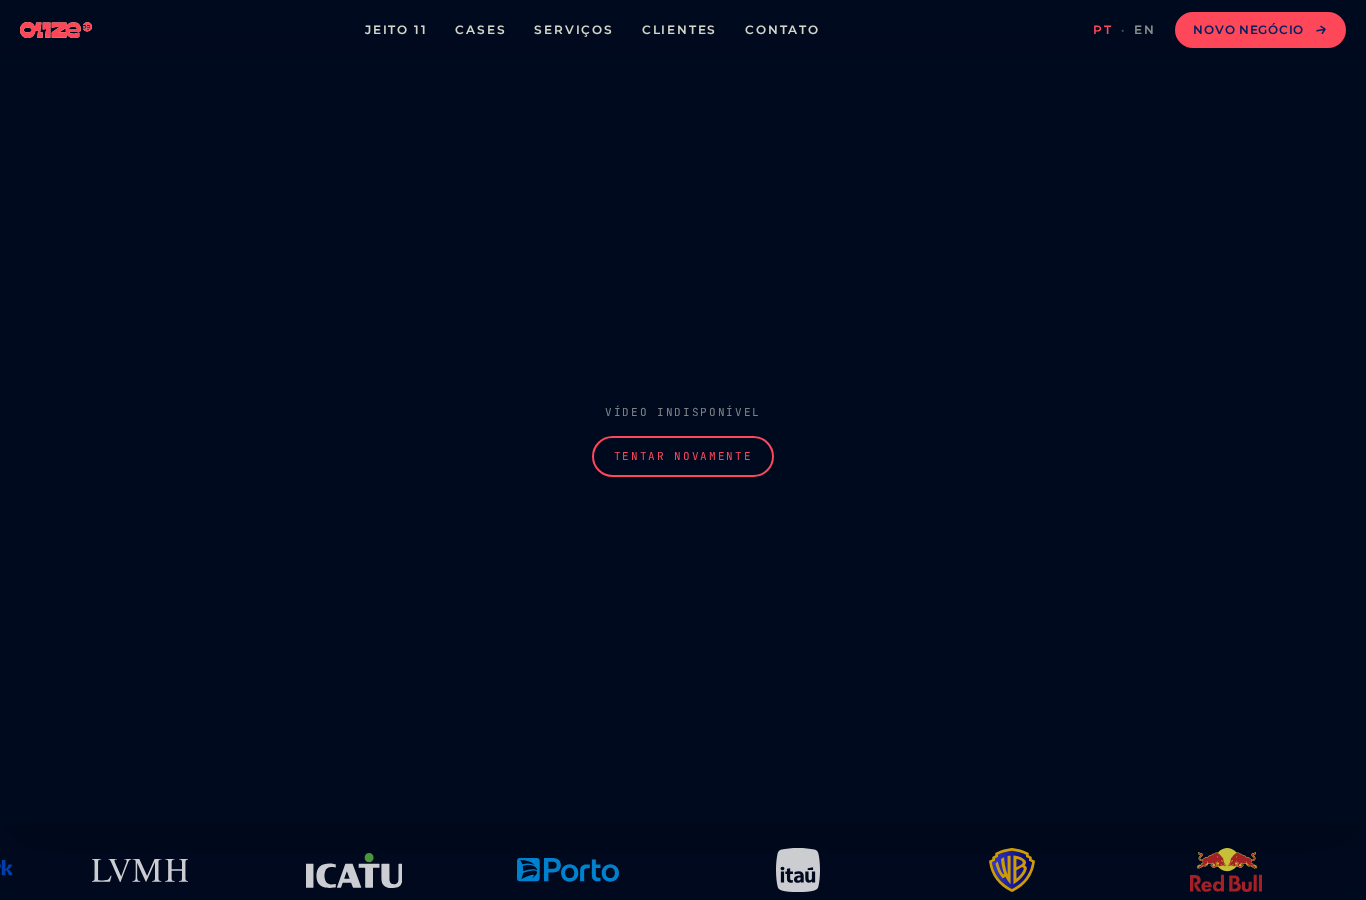 onze
JEITO 11
CASES
SERVIÇOS
CLIENTES
CONTATO
PT · EN
NOVO NEGÓCIO →
VÍDEO INDISPONÍVEL
TENTAR NOVAMENTE
LVMH
ICATU
Porto
itaú
WB
Red Bull